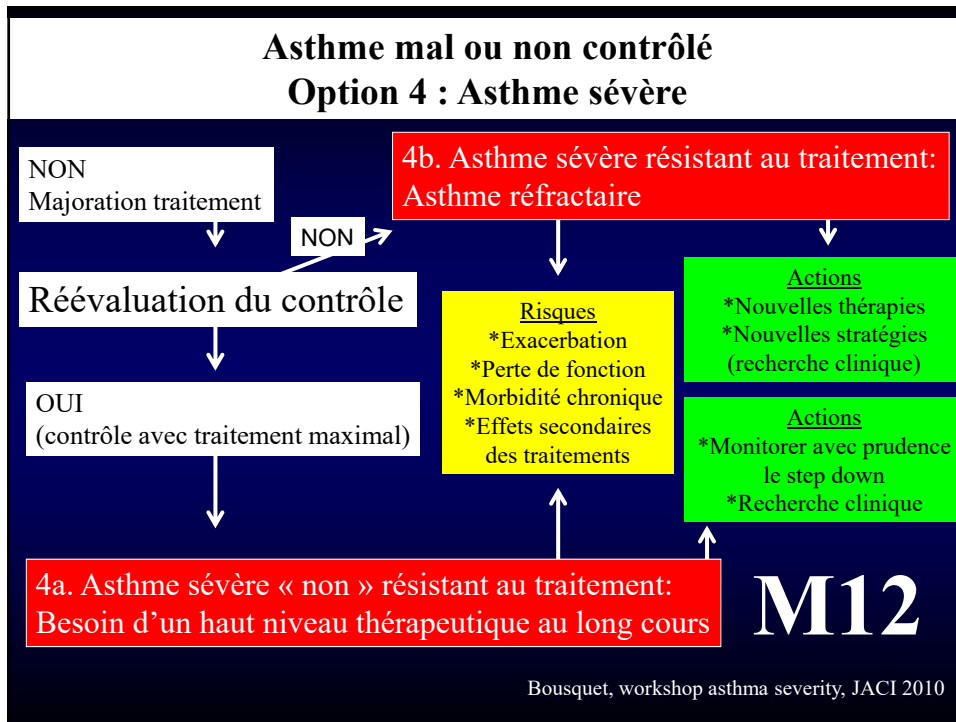 Asthme mal ou non contrôlé
Option 4 : Asthme sévère
NON
Majoration traitement
4b. Asthme sévère résistant au traitement:
Asthme réfractaire
NON
Réévaluation du contrôle
Risques
*Exacerbation
*Perte de fonction
*Morbidité chronique
*Effets secondaires
des traitements
Actions
*Nouvelles thérapies
*Nouvelles stratégies
(recherche clinique)
OUI
(contrôle avec traitement maximal)
Actions
*Monitorer avec prudence
le step down
*Recherche clinique
4a. Asthme sévère « non » résistant au traitement:
Besoin d’un haut niveau thérapeutique au long cours
M12
Bousquet, workshop asthma severity, JACI 2010